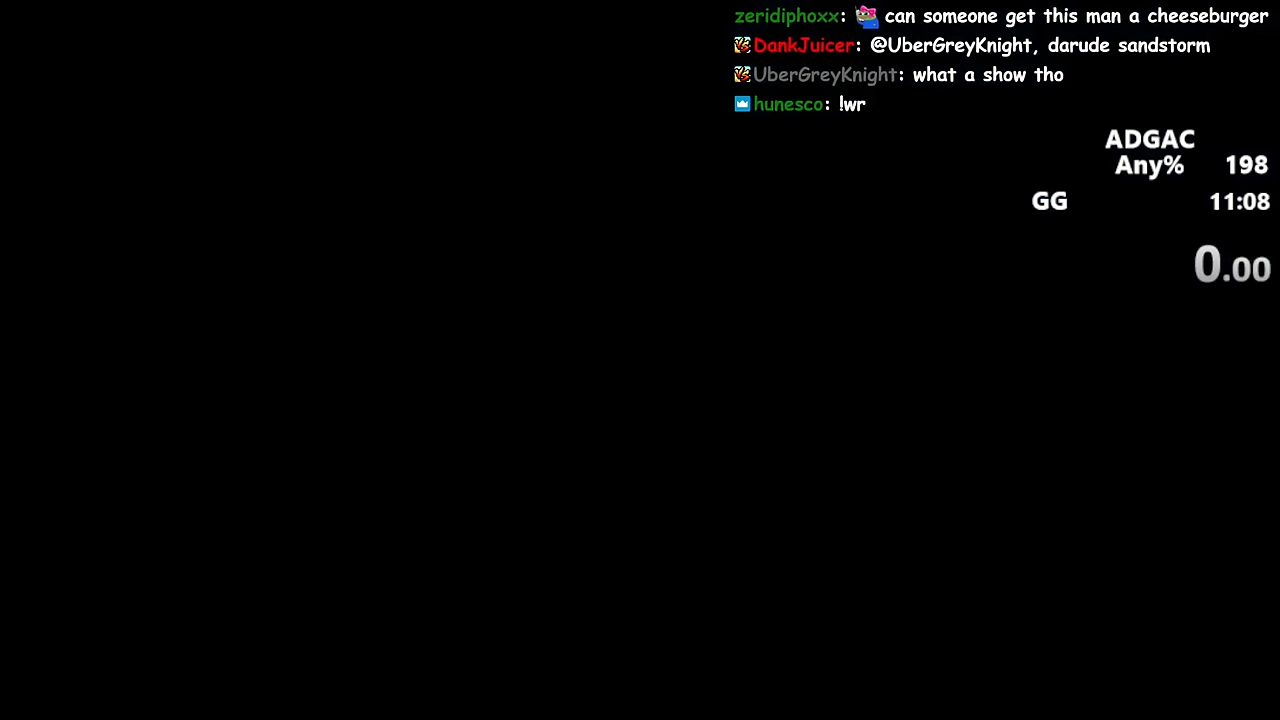 zeridiphoxx: can someone get this man a cheeseburger
DankJuicer: @UberGreyKnight, darude sandstorm
UberGreyKnight: what a show tho
hunesco: !wr
ADGAC
Any% 198
GG 11:08
0.00